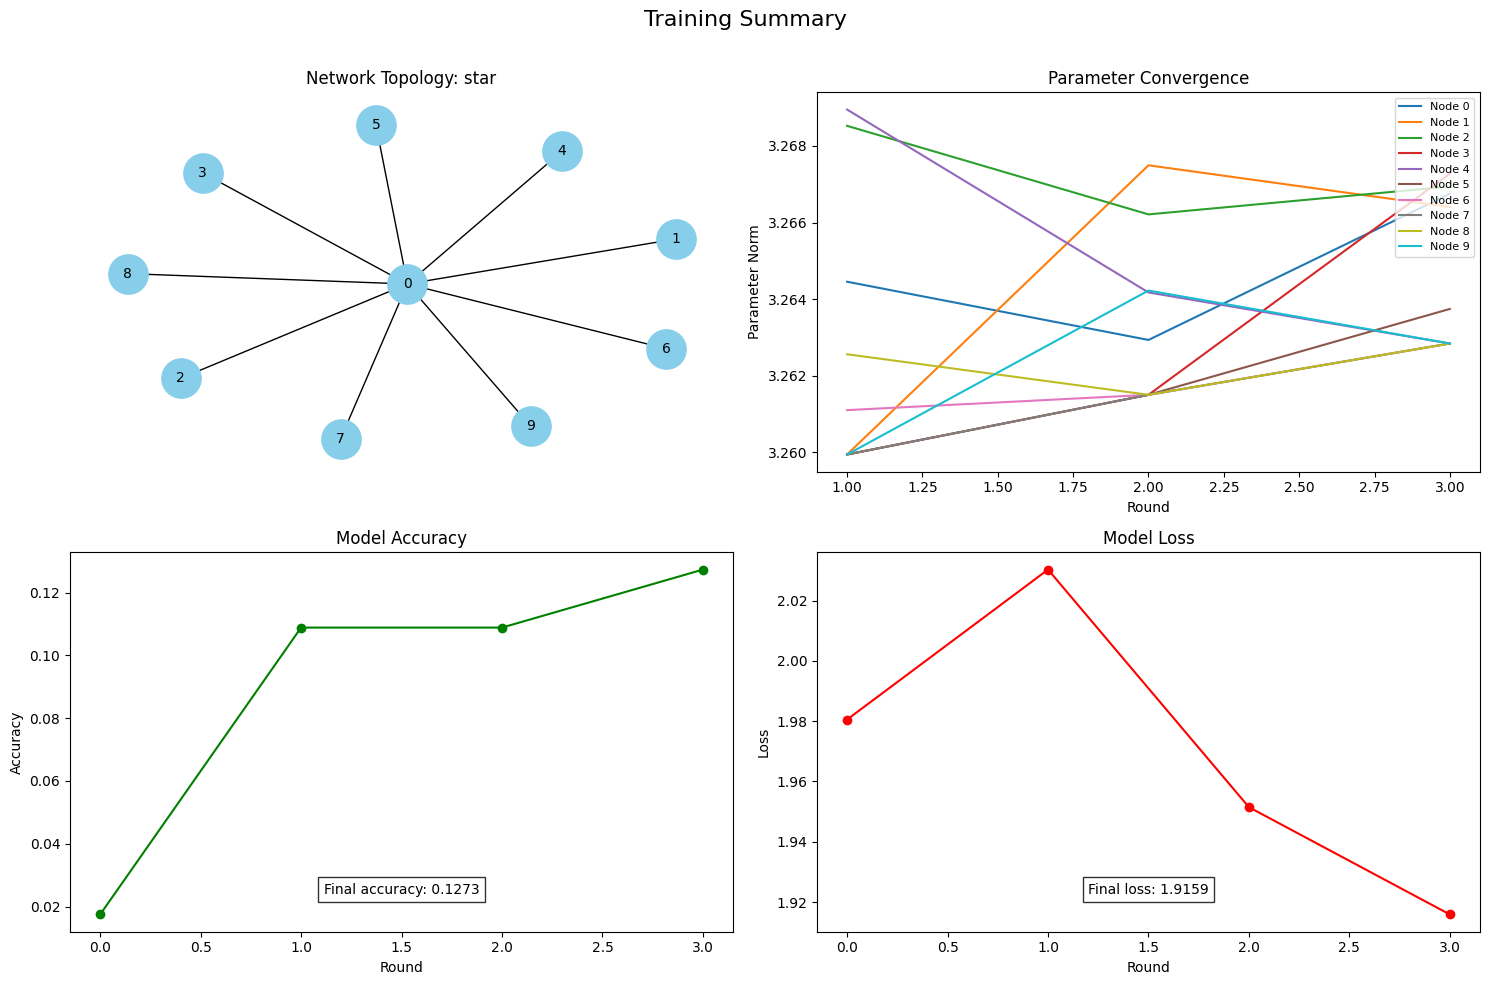 Training Summary
Network Topology: star
5
4
3
1
8
0
6
2
9
7
Parameter Convergence
Parameter Norm
3.268
3.266
3.264
3.262
3.260
1.00 1.25 1.50 1.75 2.00 2.25 2.50 2.75 3.00
Round
Node 0
Node 1
Node 2
Node 3
Node 4
Node 5
Node 6
Node 7
Node 8
Node 9
Model Accuracy
Accuracy
0.12
0.10
0.08
0.06
0.04
0.02
Final accuracy: 0.1273
0.0 0.5 1.0 1.5 2.0 2.5 3.0
Round
Model Loss
Loss
2.02
2.00
1.98
1.96
1.94
1.92
Final loss: 1.9159
0.0 0.5 1.0 1.5 2.0 2.5 3.0
Round